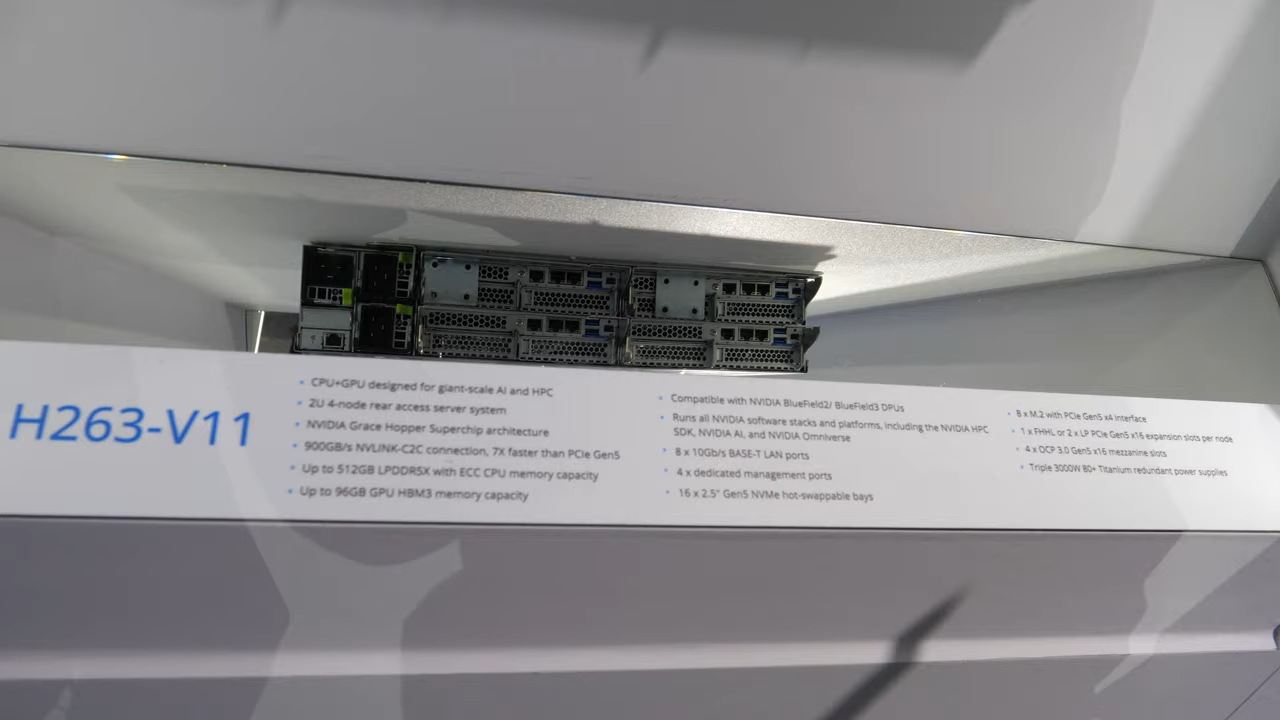 H263-V11
• CPU+GPU designed for giant-scale AI and HPC
• 2U 4-node rear access server system
• NVIDIA Grace Hopper Superchip architecture
• 900GB/s NVLINK-C2C connection, 7X faster than PCIe Gen5
• Up to 512GB LPDDR5X with ECC CPU memory capacity
• Up to 96GB GPU HBM3 memory capacity
• Compatible with NVIDIA BlueField2/ BlueField3 DPUs
• Runs all NVIDIA software stacks and platforms, including the NVIDIA HPC
SDK, NVIDIA AI, and NVIDIA Omniverse
• 8 x 10Gb/s BASE-T LAN ports
• 4 x dedicated management ports
• 16 x 2.5" Gen5 NVMe hot-swappable bays
• 8 x M.2 with PCIe Gen5 x4 interface
• 1 x FHHL or 2 x LP PCIe Gen5 x16 expansion slots per node
• 4 x OCP 3.0 Gen5 x16 mezzanine slots
• Triple 3000W 80+ Titanium redundant power supplies